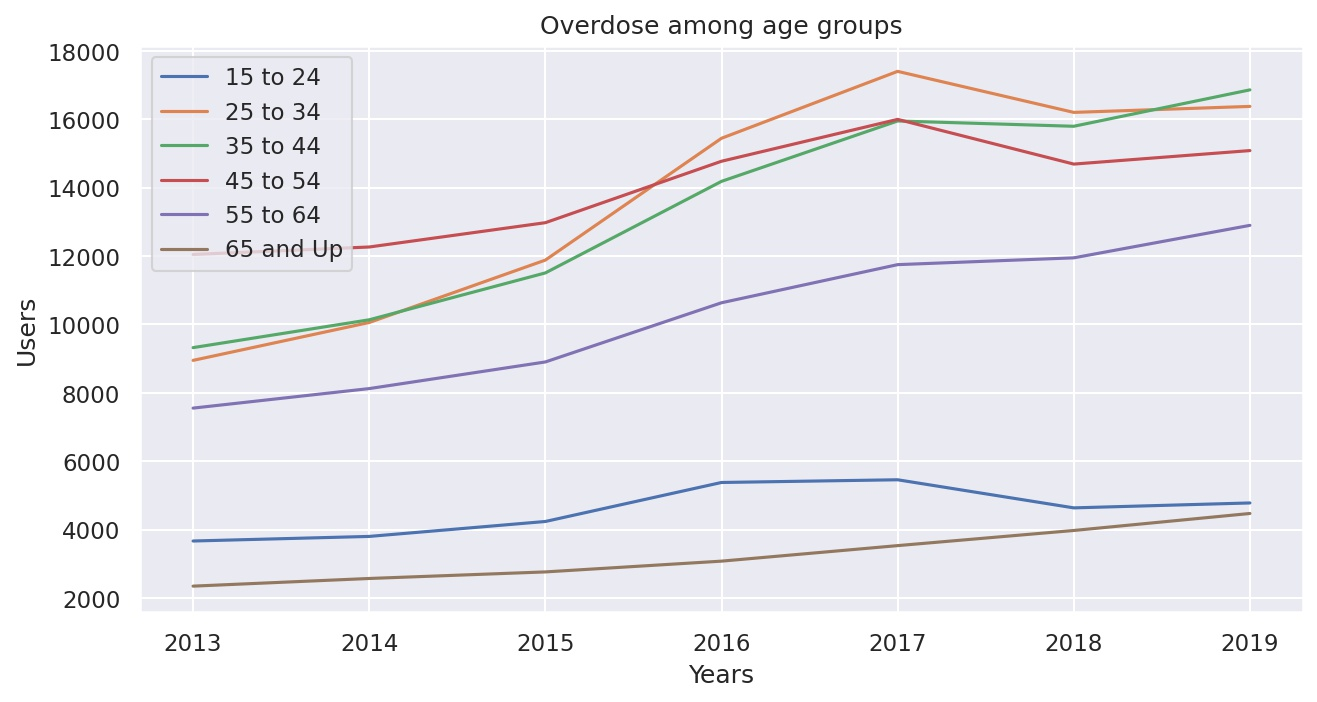 Overdose among age groups
18000
16000
14000
12000
10000
8000
6000
4000
2000
Users
15 to 24
25 to 34
35 to 44
45 to 54
55 to 64
65 and Up
2013 2014 2015 2016 2017 2018 2019
Years